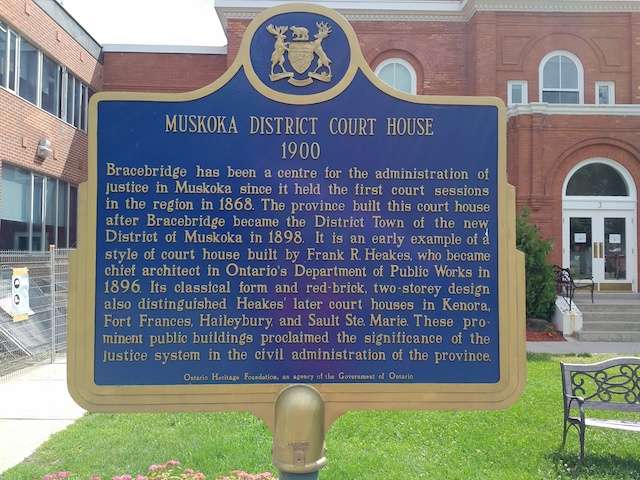 MUSKOKA DISTRICT COURT HOUSE
1900
Bracebridge has been a centre for the administration of
justice in Muskoka since it held the first court sessions
in the region in 1868. The province built this court house
after Bracebridge became the District Town of the new
District of Muskoka in 1898. It is an early example of a
style of court house built by Frank R. Heakes, who became
chief architect in Ontario's Department of Public Works in
1896. Its classical form and red-brick, two-storey design
also distinguished Heakes' later court houses in Kenora,
Fort Frances, Haileybury, and Sault Ste. Marie. These pro-
minent public buildings proclaimed the significance of the
justice system in the civil administration of the province.
Ontario Heritage Foundation, an agency of the Government of Ontario
3